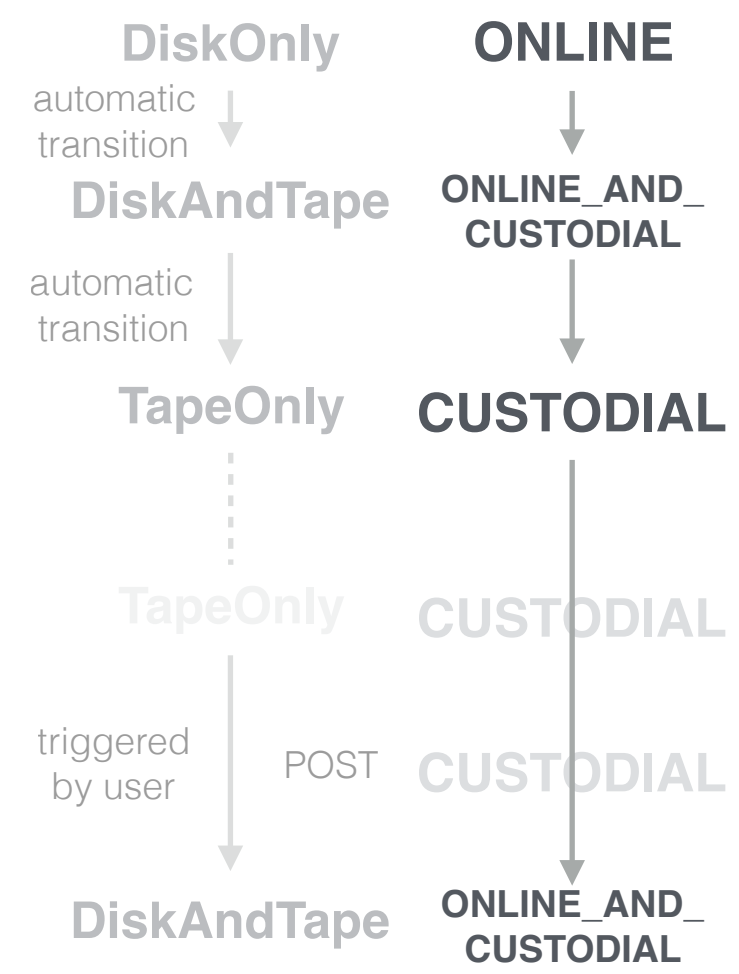 DiskOnly ONLINE
automatic
transition
DiskAndTape ONLINE_AND_
CUSTODIAL
automatic
transition
TapeOnly CUSTODIAL
TapeOnly CUSTODIAL
triggered
by user POST CUSTODIAL
DiskAndTape ONLINE_AND_
CUSTODIAL